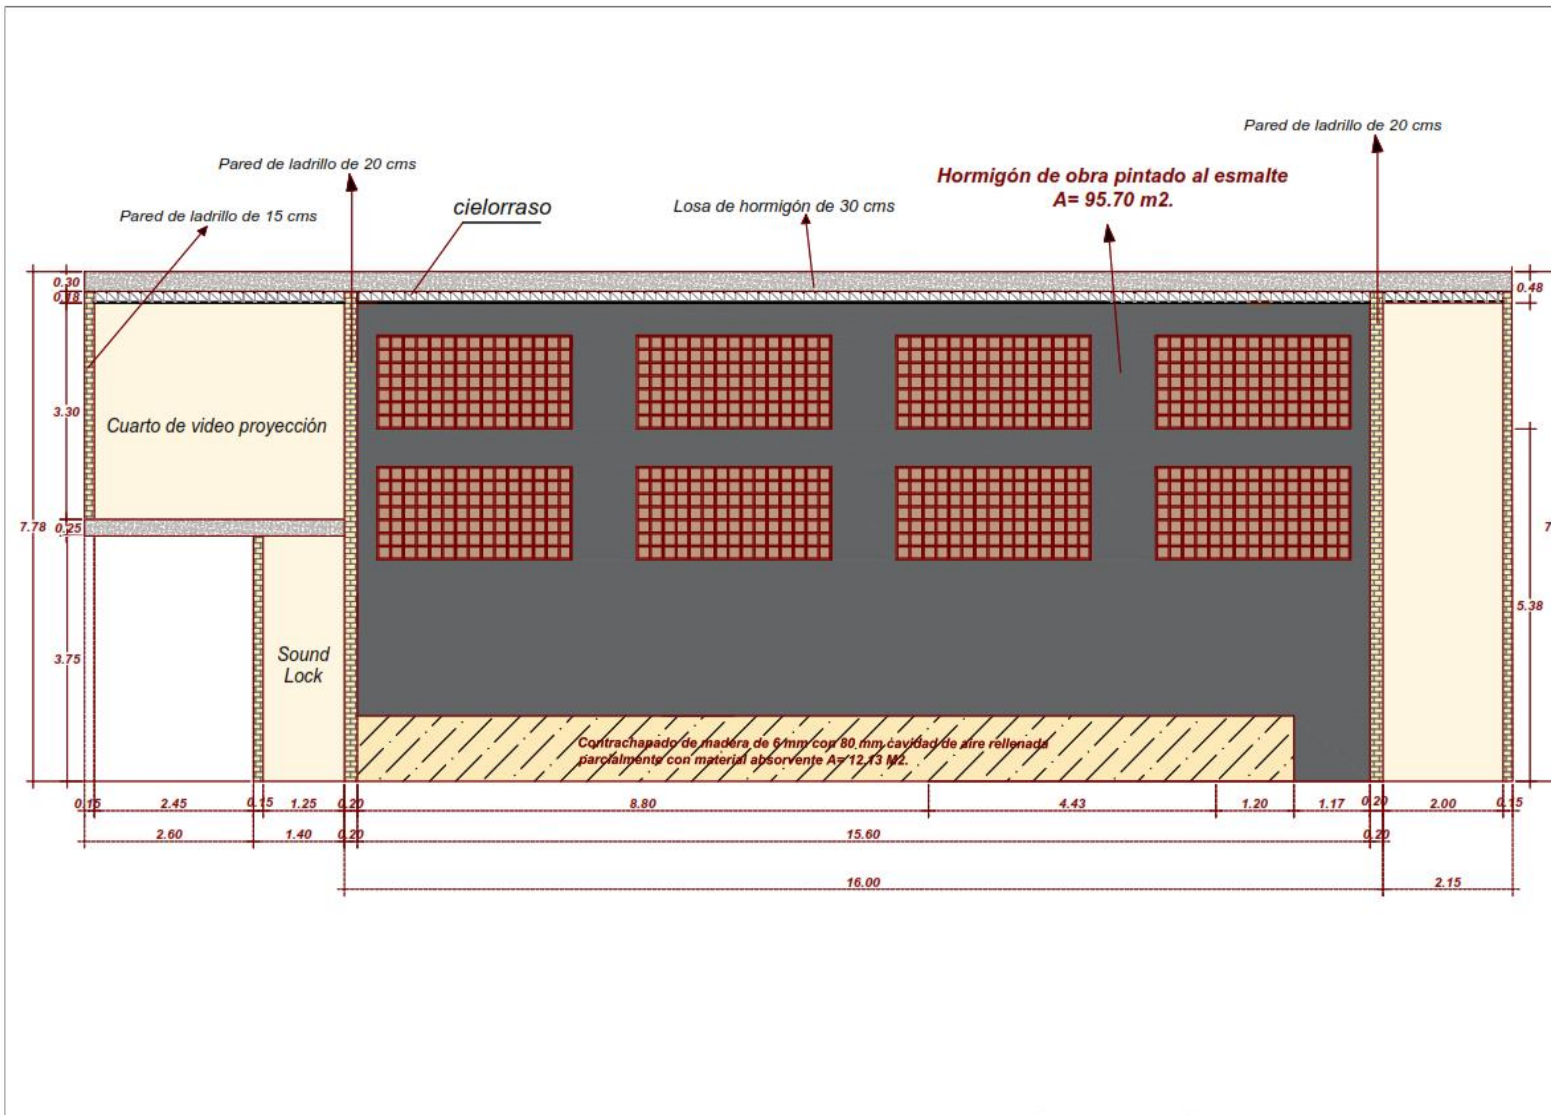 Pared de ladrillo de 20 cms
Pared de ladrillo de 20 cms
Hormigón de obra pintado al esmalte
A= 95.70 m2.
Pared de ladrillo de 15 cms
cielorraso
Losa de hormigón de 30 cms
0.30
0.18
0.48
3.30
Cuarto de video proyección
7.78
0.25
7
5.38
3.75
Sound
Lock
Contrachapado de madera de 6 mm con 80 mm cavidad de aire rellenada
parcialmente con material absorvente A= 12.13 M2.
0.15 2.45 0.15 1.25 0.20 8.80 4.43 1.20 1.17 0.20 2.00 0.15
2.60 1.40 0.20 15.60 0.20
16.00 2.15